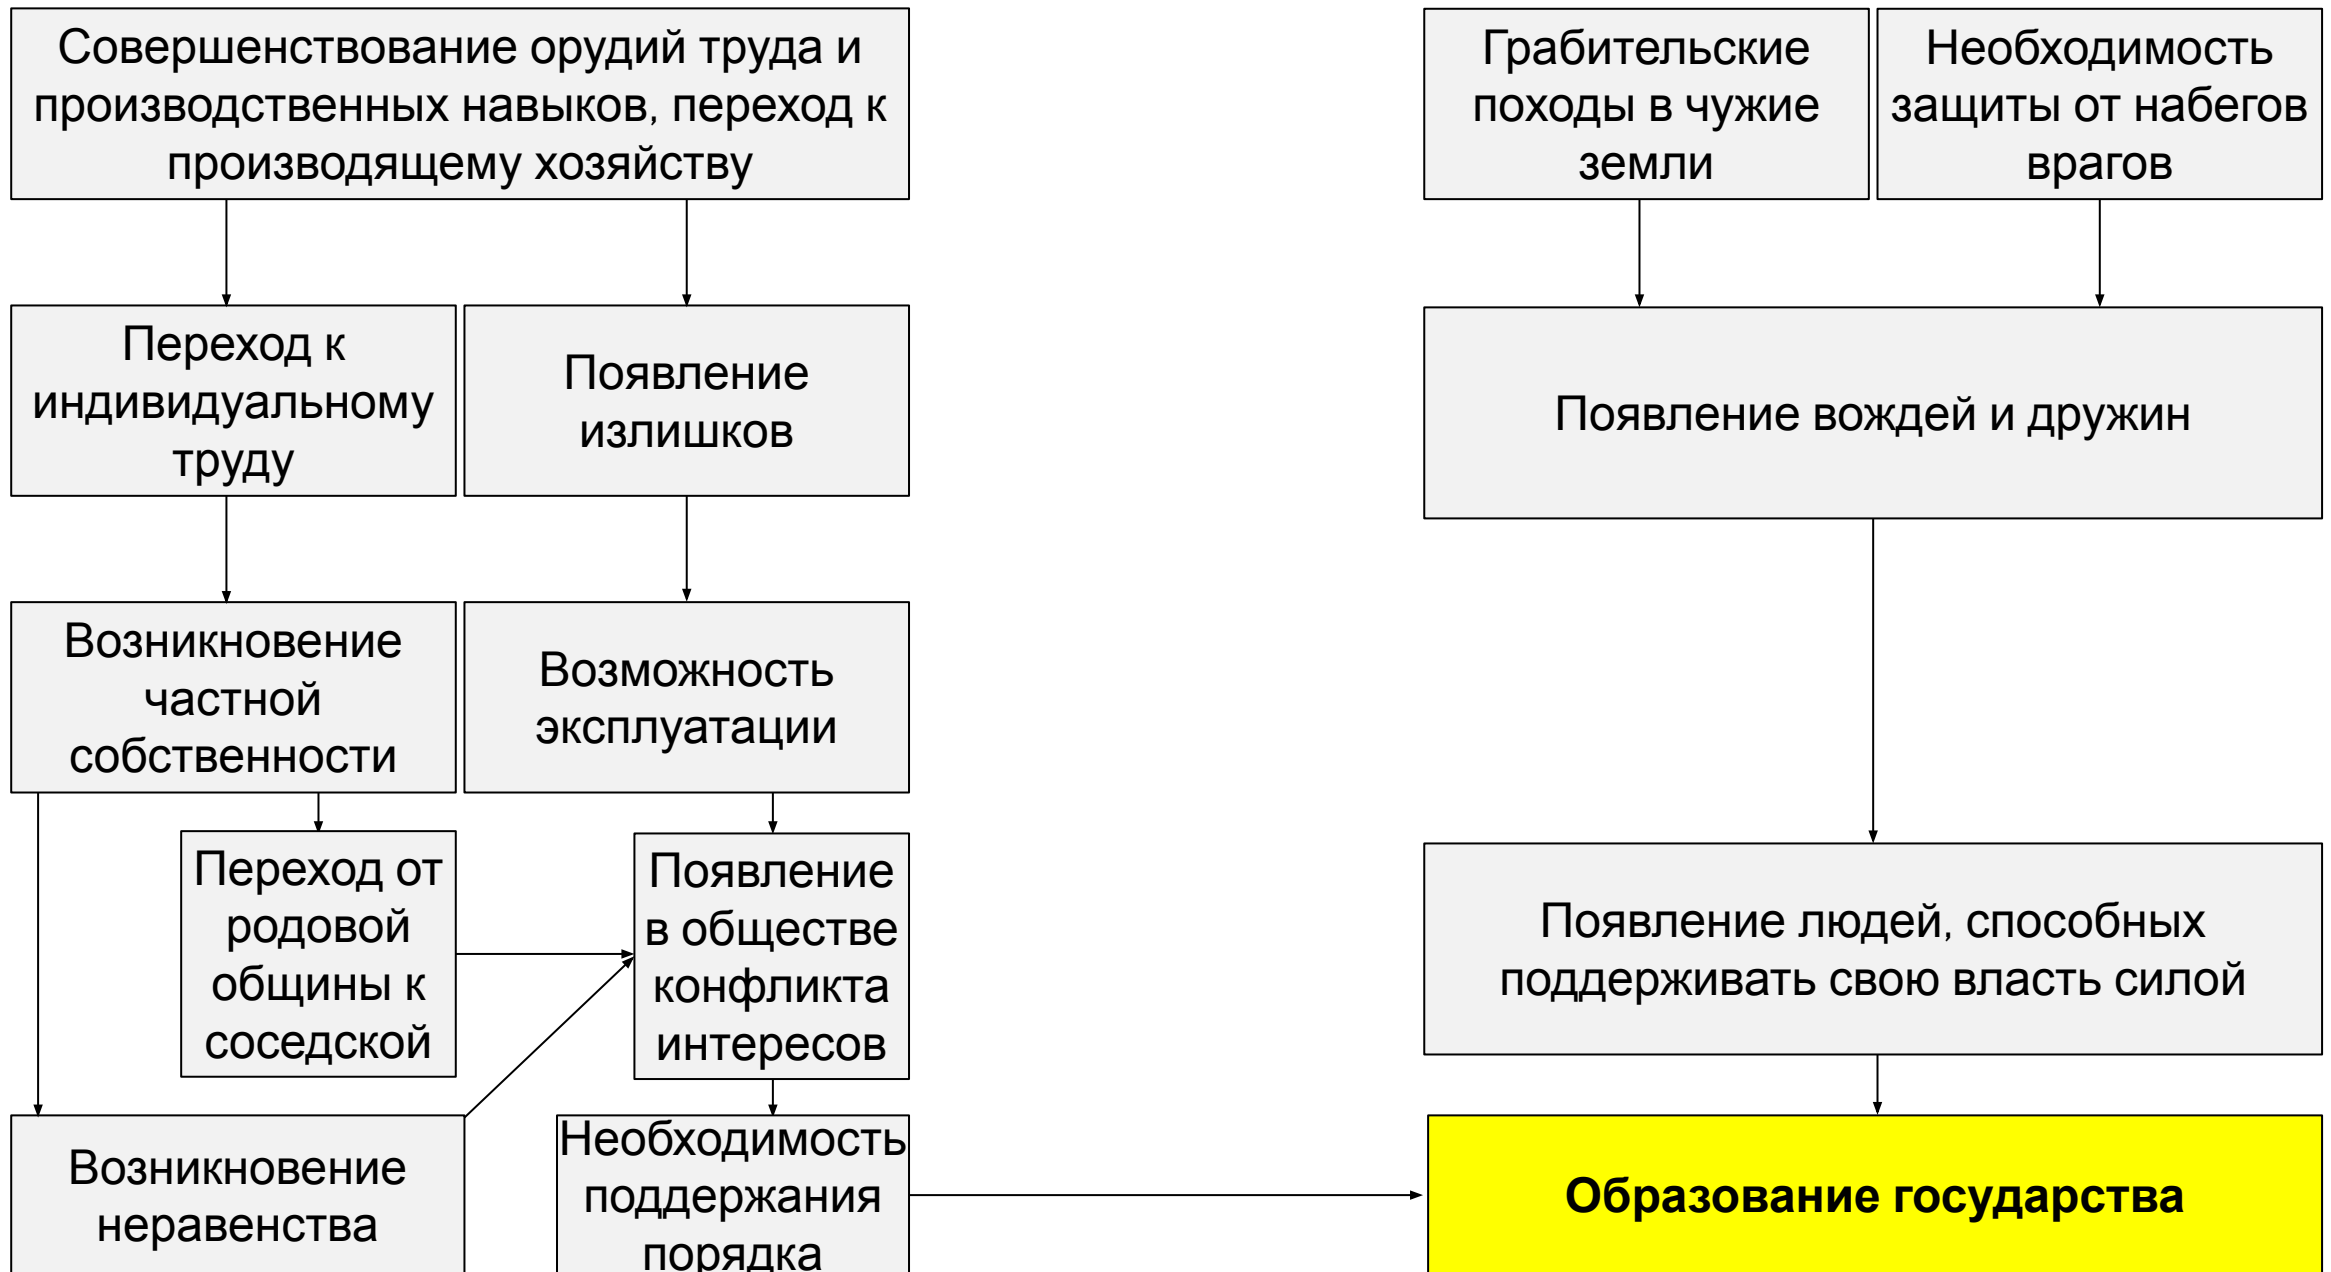 Совершенствование орудий труда и
производственных навыков, переход к
производящему хозяйству
Грабительские
походы в чужие
земли
Необходимость
защиты от набегов
врагов
Переход к
индивидуальному
труду
Появление
излишков
Появление вождей и дружин
Возникновение
частной
собственности
Возможность
эксплуатации
Переход от
родовой
общины к
соседской
Появление
в обществе
конфликта
интересов
Появление людей, способных
поддерживать свою власть силой
Возникновение
неравенства
Необходимость
поддержания
порядка
Образование государства